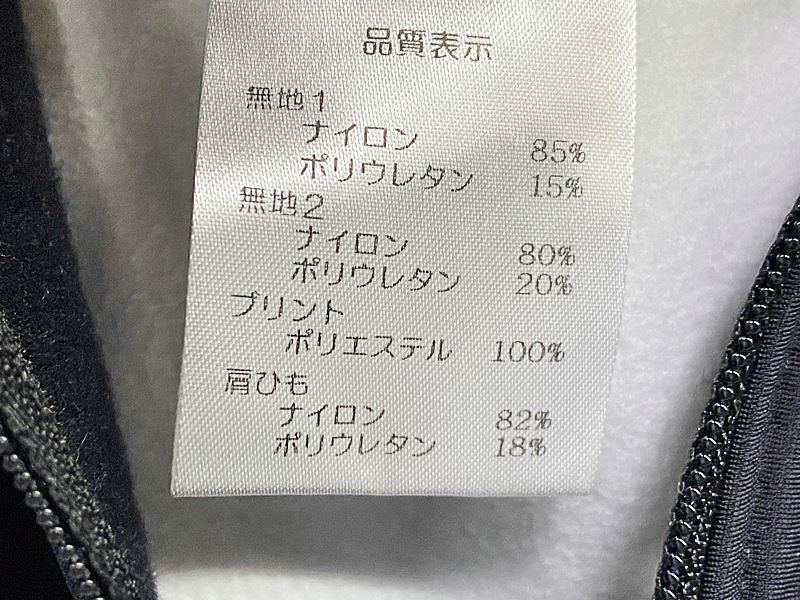 品質表示
無地1
ナイロン 85%
ポリウレタン 15%
無地2
ナイロン 80%
ポリウレタン 20%
プリント
ポリエステル 100%
肩ひも
ナイロン 82%
ポリウレタン 18%